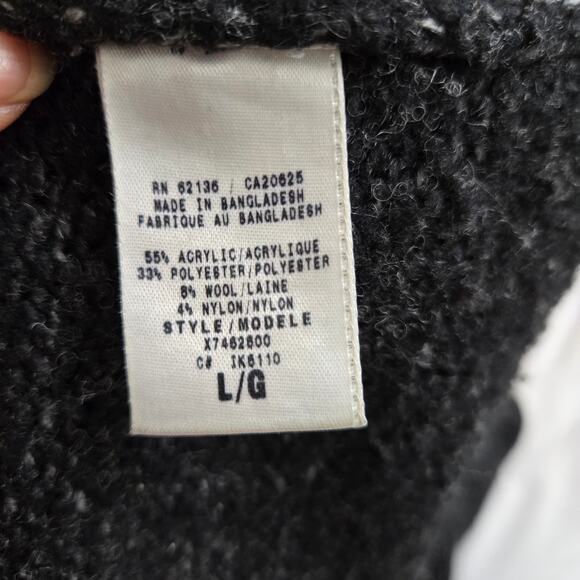 RN 62136 / CA20625
MADE IN BANGLADESH
FABRIQUE AU BANGLADESH
55% ACRYLIC/ACRYLIQUE
33% POLYESTER/POLYESTER
8% WOOL/LAINE
4% NYLON/NYLON
STYLE/MODELE
X7462600
C# IK6110
L/G